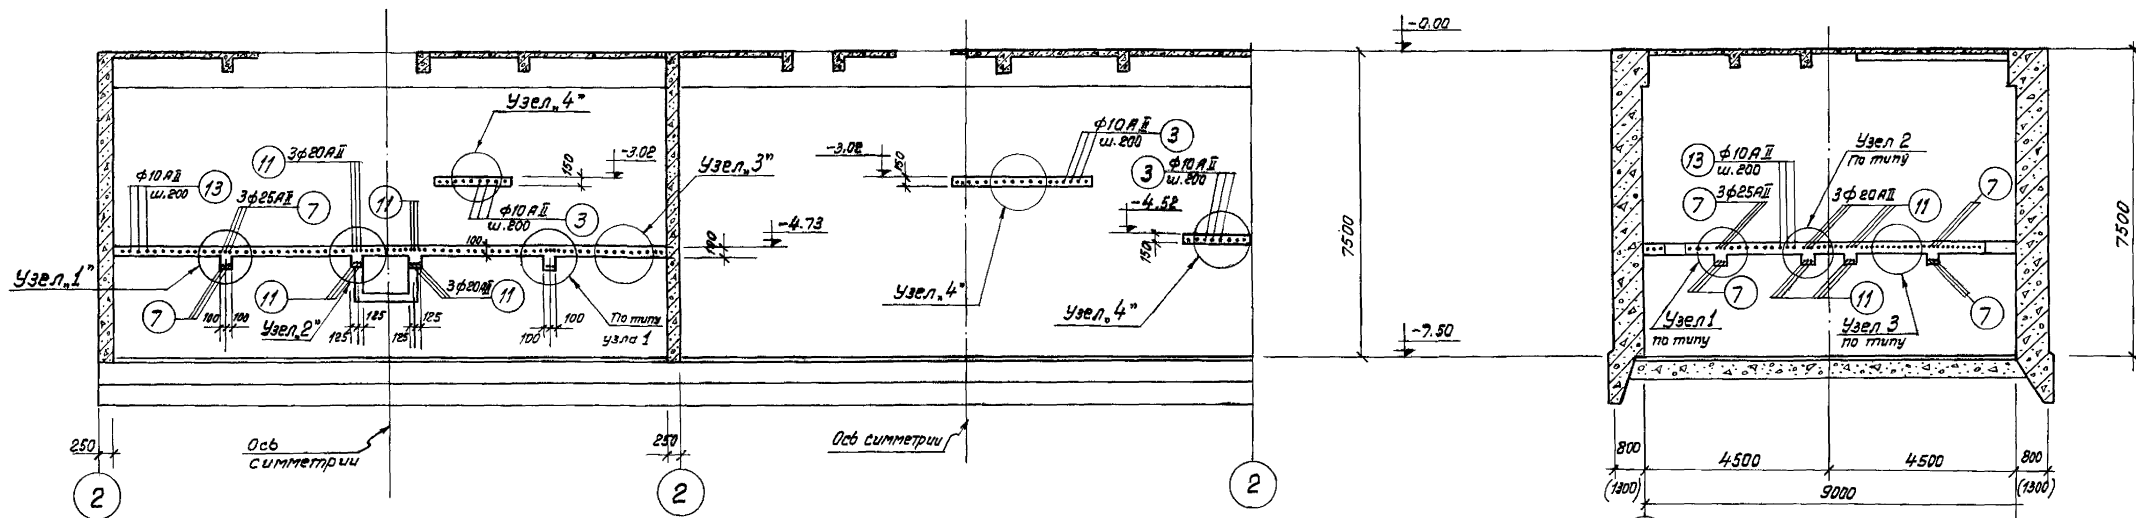 -0.00
Узел„4"
ф10АII
ш.200
3
3ф20АII
11
-3.02
150
Узел„3"
-3.02
150
ф10АII
ш.200
3
ф10АII
ш.200
13
3ф25АII
7
11
ф10АII
ш.200
3
-4.73
100
100
-4.52
150
Узел„1"
7
11
3ф20АII
11
100
100
Узел„2"
125
125
125
125
100
100
По типу
узла 1
Узел„4"
Узел„4"
7500
-7.50
Узел 2
по типу
13
ф10АII
ш.200
3ф25АII
7
3ф20АII
11
7
7
11
7
Узел 1
по типу
Узел 3
по типу
7500
250
Ось
симметрии
250
Ось симметрии
2
2
2
800
4500
4500
800
(1300)
9000
(1300)